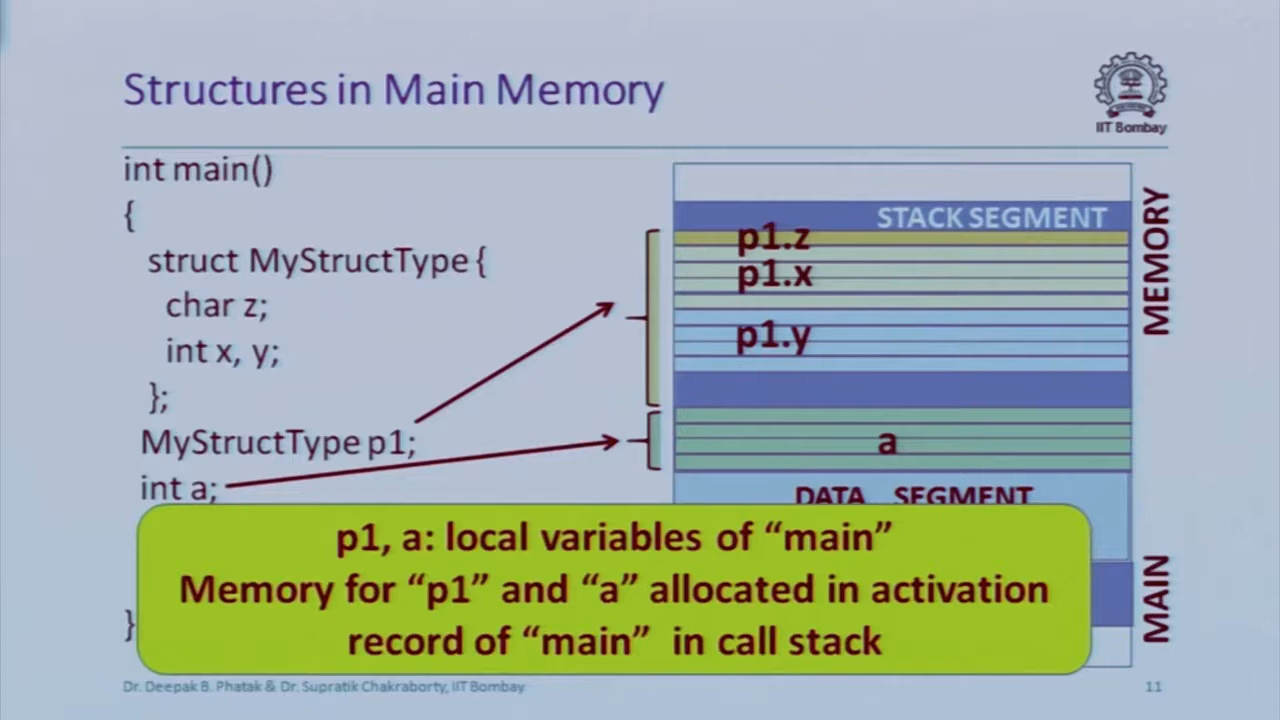 Structures in Main Memory
IIT Bombay
int main()
{
struct MyStructType {
char z;
int x, y;
};
MyStructType p1;
int a;
}
STACK SEGMENT
p1.z
p1.x
p1.y
a
DATA SEGMENT
MAIN MEMORY
p1, a: local variables of “main”
Memory for “p1” and “a” allocated in activation
record of “main” in call stack
Dr. Deepak B. Phatak & Dr. Supratik Chakraborty, IIT Bombay
11